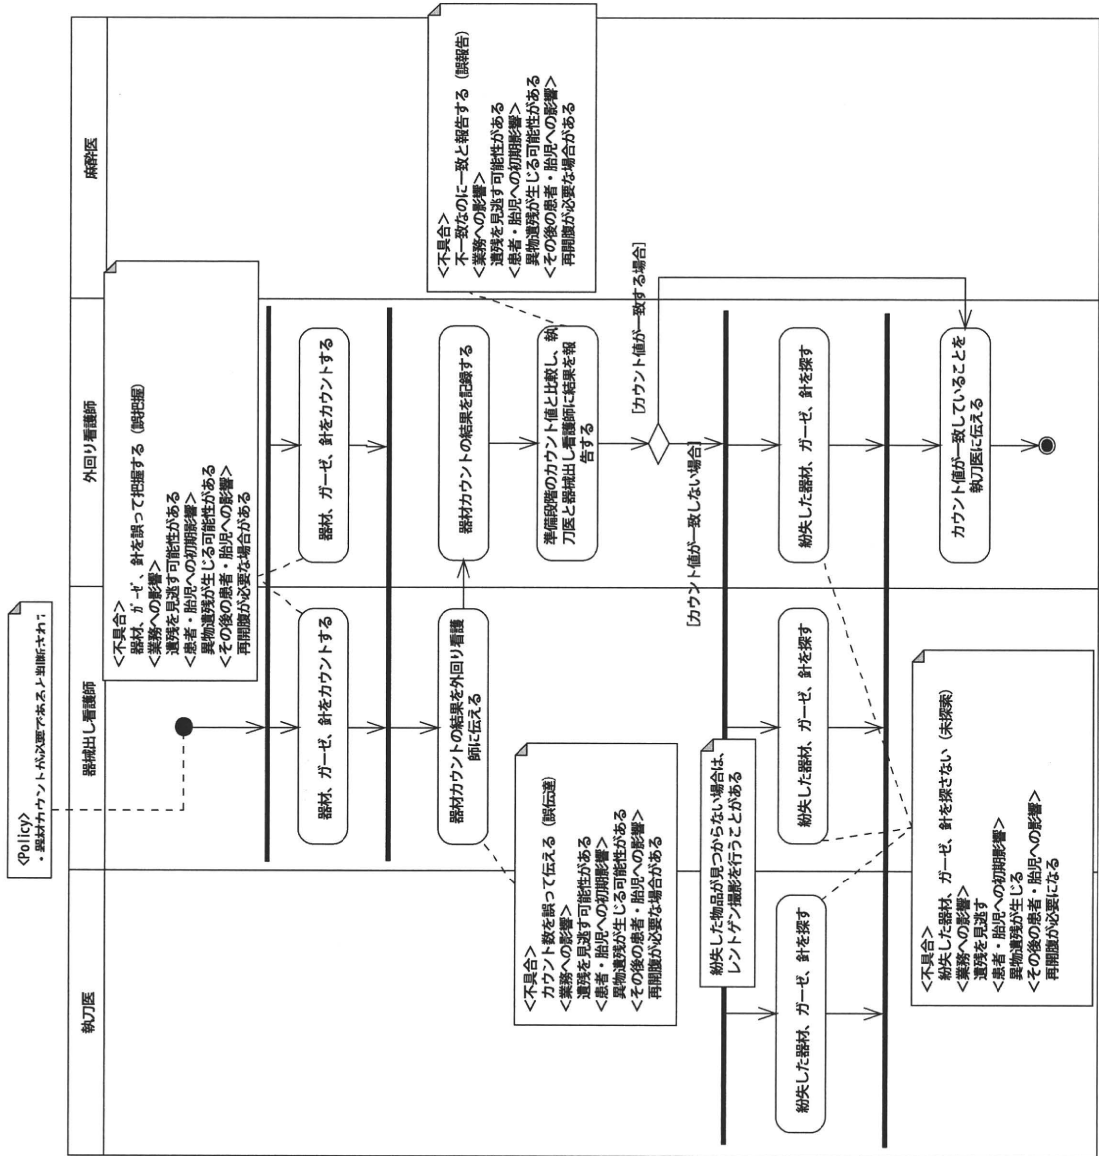 <Policy>
・器材カウントが必要であると判断され
執刀医
器械出し看護師
外回り看護師
麻酔医
<不具合>
器材、ガーゼ、針を誤って把握する（誤把握）
<業務への影響>
遺残を見逃す可能性がある
<患者・胎児への初期影響>
異物遺残が生じる可能性がある
<その後の患者・胎児への影響>
再開腹が必要な場合がある
器材、ガーゼ、針をカウントする
器材、ガーゼ、針をカウントする
器材カウントの結果を外回り看護
師に伝える
器材カウントの結果を記録する
<不具合>
カウント数を誤って伝える（誤伝達）
<業務への影響>
遺残を見逃す可能性がある
<患者・胎児への初期影響>
異物遺残が生じる可能性がある
<その後の患者・胎児への影響>
再開腹が必要な場合がある
準備段階のカウント値と比較し、執
刀医と器械出し看護師に結果を報
告する
<不具合>
不一致なのに一致と報告する（誤報告）
<業務への影響>
遺残を見逃す可能性がある
<患者・胎児への初期影響>
異物遺残が生じる可能性がある
<その後の患者・胎児への影響>
再開腹が必要な場合がある
[カウント値が一致する場合]
[カウント値が一致しない場合]
紛失した物品が見つからない場合は、
レントゲン撮影を行うことがある
紛失した器材、ガーゼ、針を探す
紛失した器材、ガーゼ、針を探す
紛失した器材、ガーゼ、針を探す
<不具合>
紛失した器材、ガーゼ、針を探さない（未探索）
<業務への影響>
遺残を見逃す
<患者・胎児への初期影響>
異物遺残が生じる
<その後の患者・胎児への影響>
再開腹が必要になる
カウント値が一致していることを
執刀医に伝える